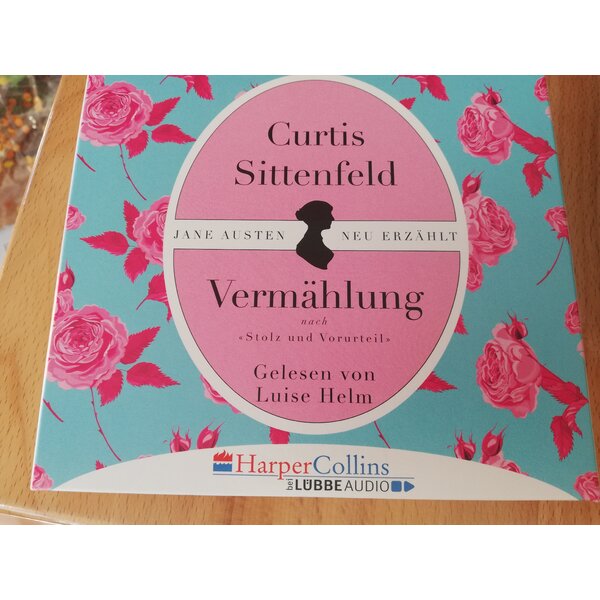 Curtis
Sittenfeld
JANE AUSTEN NEU ERZÄHLT
Vermählung
nach
«Stolz und Vorurteil»
Gelesen von
Luise Helm
HarperCollins
bei LÜBBE AUDIO